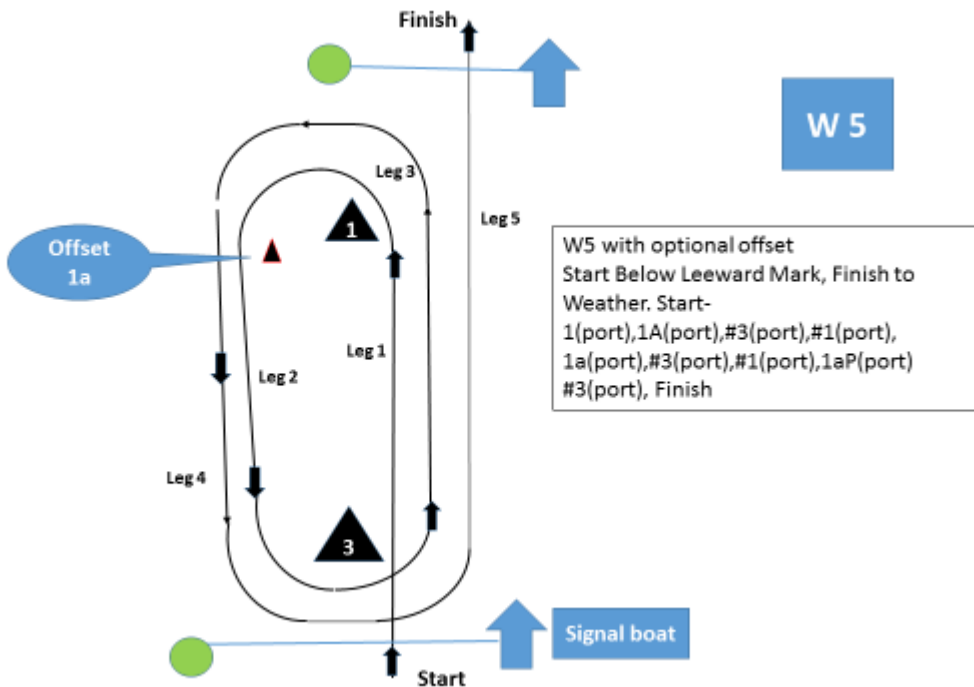 Finish
W 5
Leg 3
1
Leg 5
Offset
1a
W5 with optional offset
Start Below Leeward Mark, Finish to
Weather. Start-
1(port),1A(port),#3(port),#1(port),
1a(port),#3(port),#1(port),1aP(port)
#3(port), Finish
Leg 1
Leg 2
Leg 4
3
Signal boat
Start